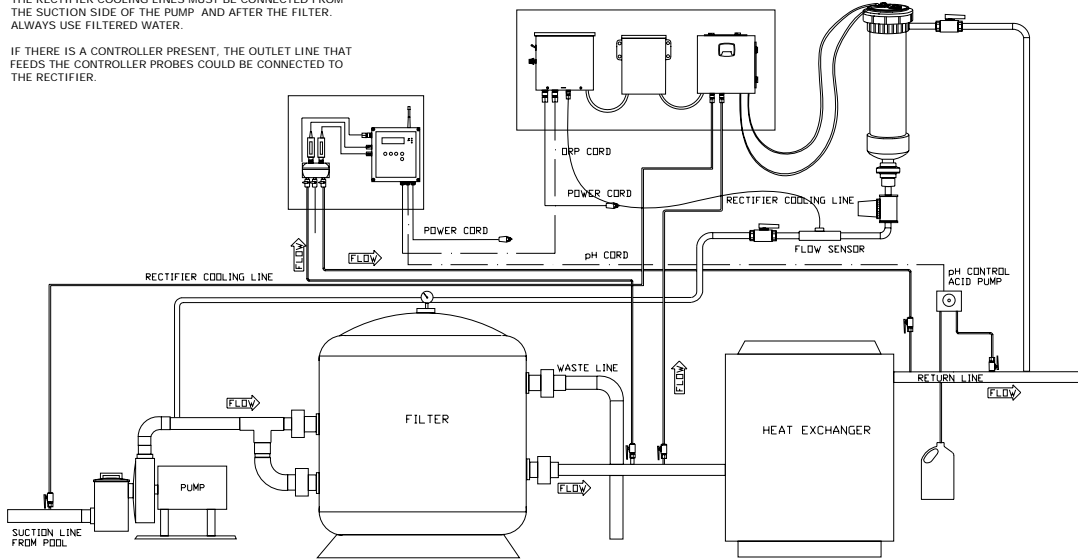 THE RECTIFIER COOLING LINES MUST BE CONNECTED FROM
THE SUCTION SIDE OF THE PUMP AND AFTER THE FILTER.
ALWAYS USE FILTERED WATER.
IF THERE IS A CONTROLLER PRESENT, THE OUTLET LINE THAT
FEEDS THE CONTROLLER PROBES COULD BE CONNECTED TO
THE RECTIFIER.
ORP CORD
POWER CORD
RECTIFIER COOLING LINE
POWER CORD
FLOW SENSOR
FLOW
FLOW
pH CORD
RECTIFIER COOLING LINE
pH CONTROL
ACID PUMP
WASTE LINE
FLOW
RETURN LINE
FLOW
FLOW
FILTER
HEAT EXCHANGER
PUMP
FLOW
SUCTION LINE
FROM POOL